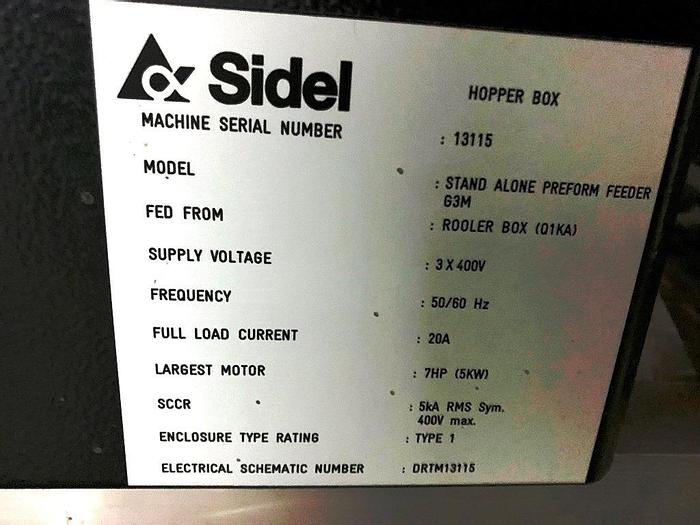 Sidel
HOPPER BOX
MACHINE SERIAL NUMBER : 13115
MODEL : STAND ALONE PREFORM FEEDER
G3M
FED FROM : ROOLER BOX (Q1KA)
SUPPLY VOLTAGE : 3 X 400V
FREQUENCY : 50/60 Hz
FULL LOAD CURRENT : 20A
LARGEST MOTOR : 7HP (5KW)
SCCR : 5kA RMS Sym.
400V max.
ENCLOSURE TYPE RATING : TYPE 1
ELECTRICAL SCHEMATIC NUMBER : DRTM13115